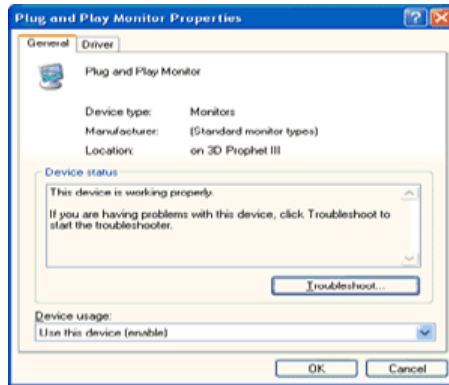 Plug and Play Monitor Properties
General Driver
Plug and Play Monitor
Device type: Monitors
Manufacturer: (Standard monitor types)
Location: on 3D Prophet III
Device status
This device is working properly.
If you are having problems with this device, click Troubleshoot to
start the troubleshooter.
Troubleshoot...
Device usage:
Use this device (enable)
OK Cancel